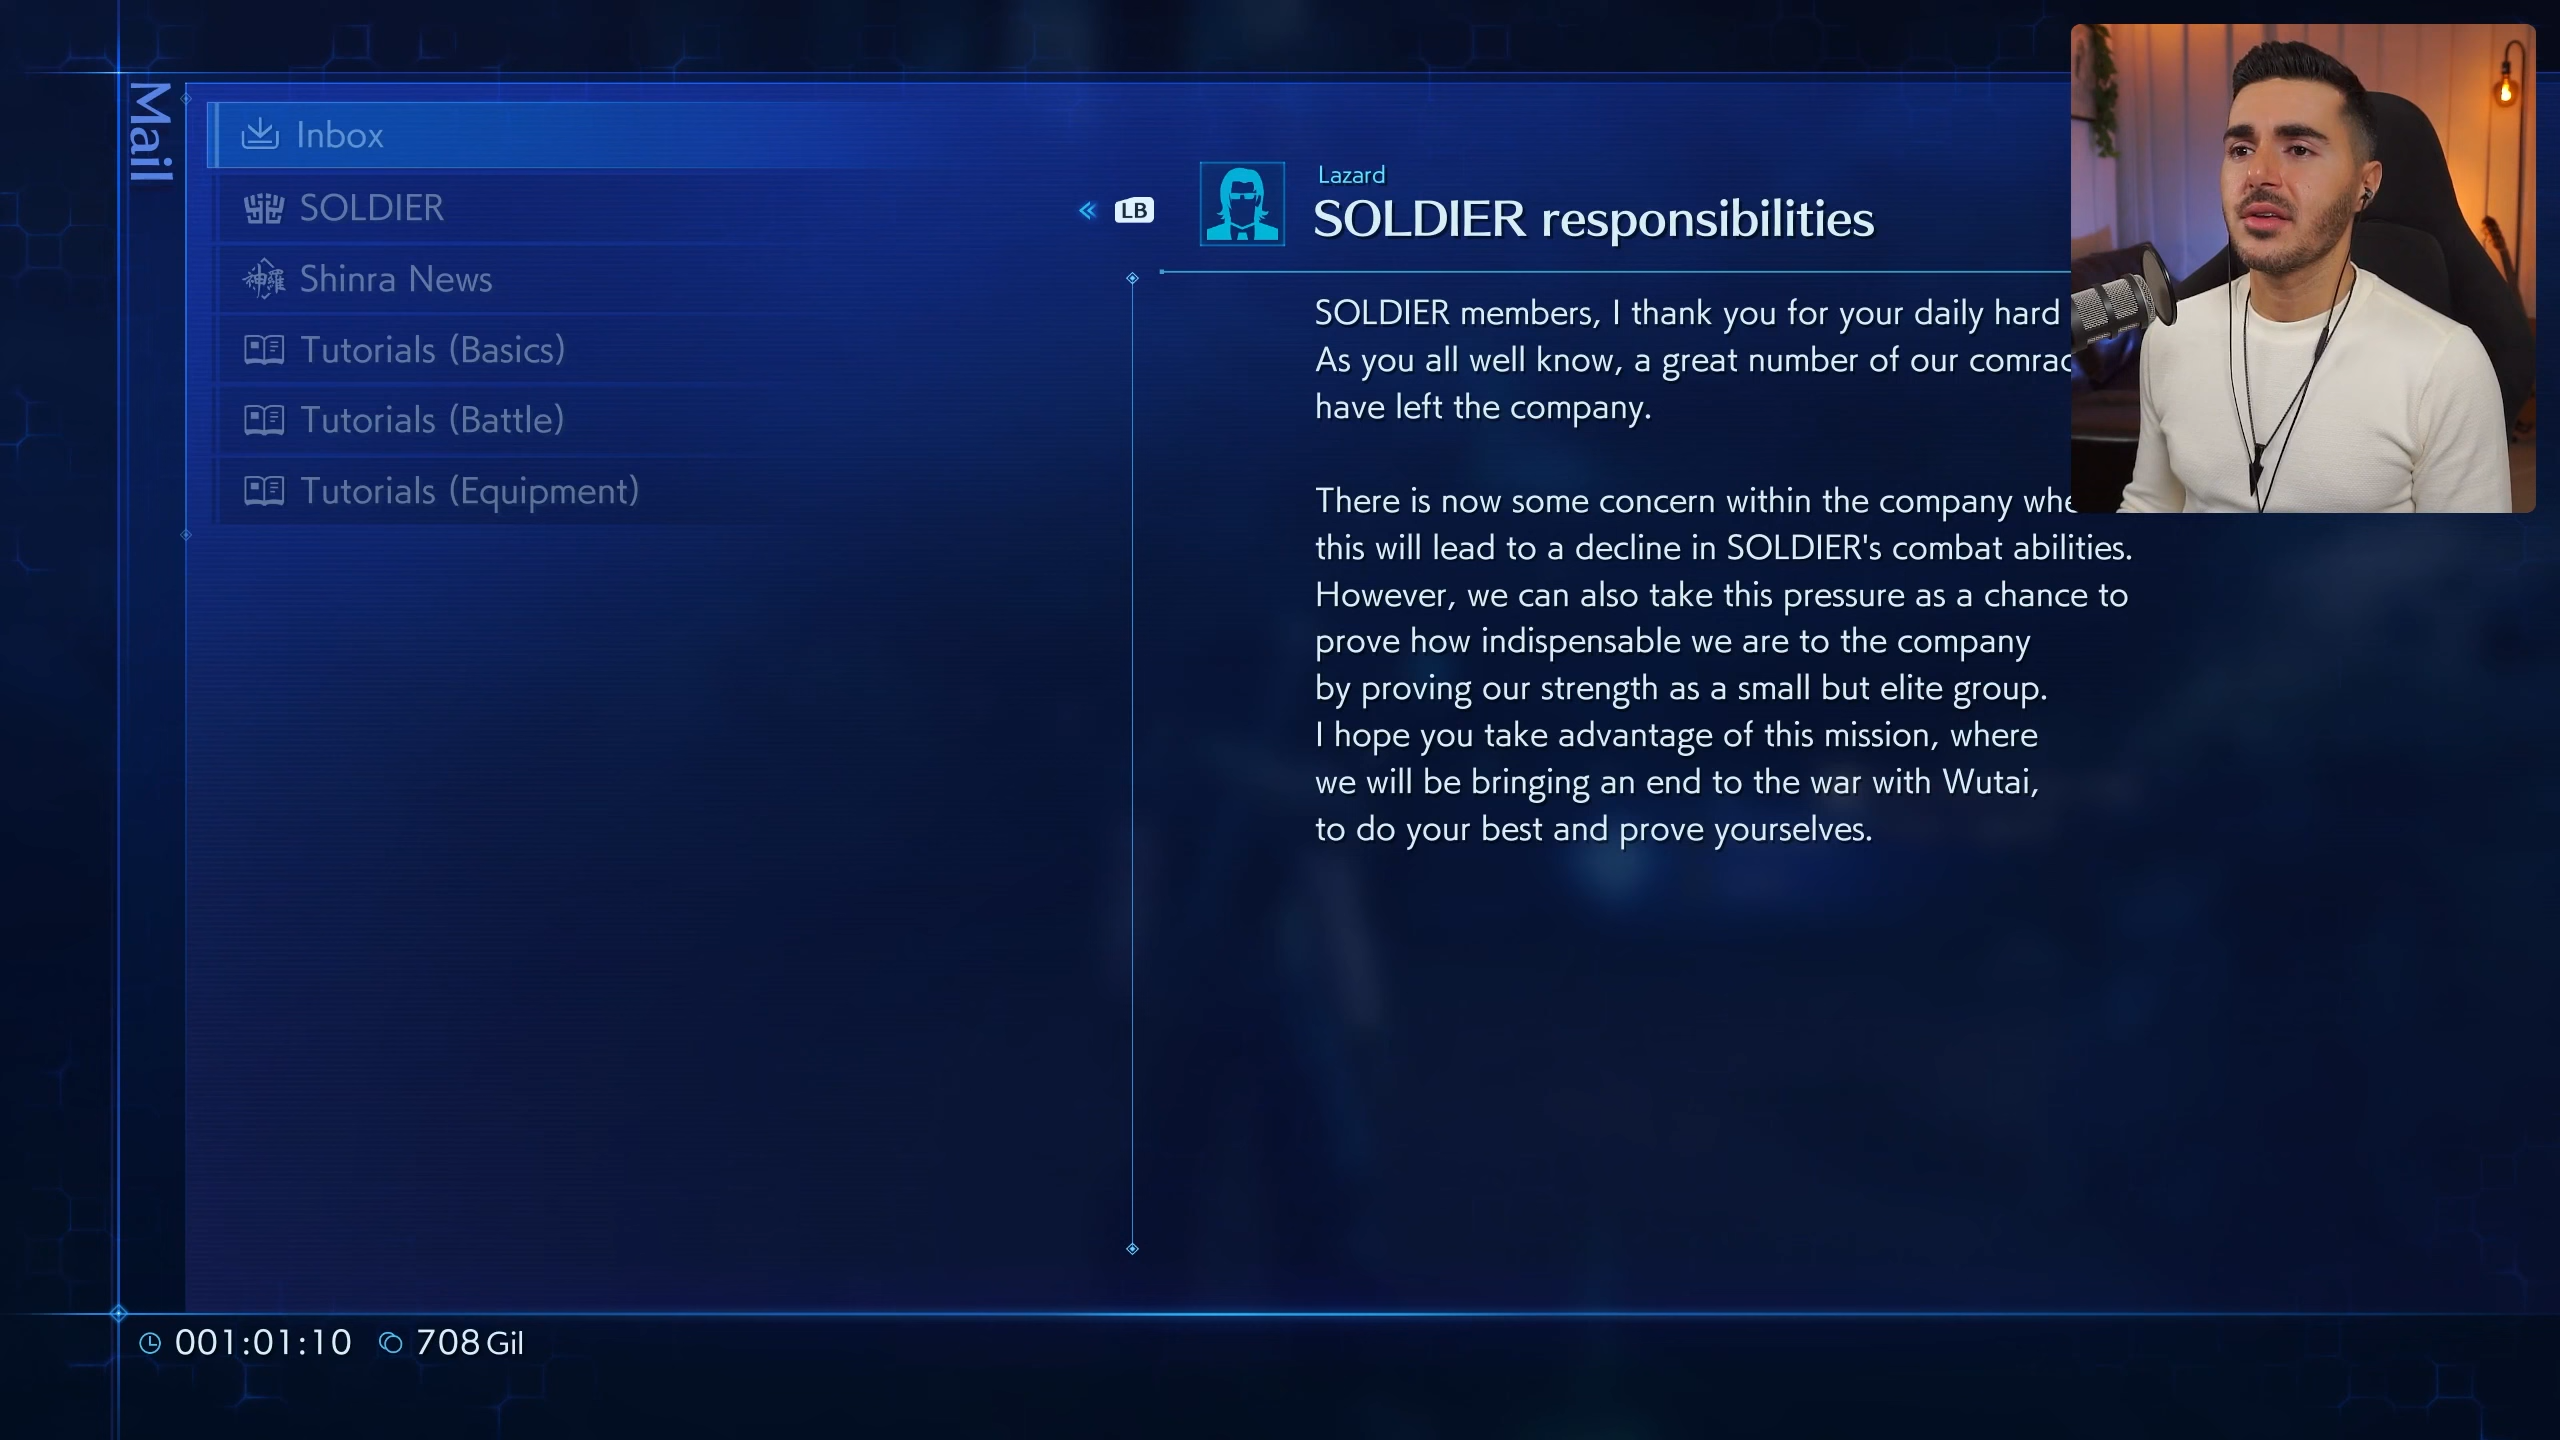 Mail
Inbox
SOLDIER
神羅 Shinra News
Tutorials (Basics)
Tutorials (Battle)
Tutorials (Equipment)
LB
Lazard
SOLDIER responsibilities
SOLDIER members, I thank you for your daily hard
As you all well know, a great number of our
have left the company.
There is now some concern within the company
this will lead to a decline in SOLDIER's combat abilities.
However, we can also take this pressure as a chance to
prove how indispensable we are to the company
by proving our strength as a small but elite group.
I hope you take advantage of this mission, where
we will be bringing an end to the war with Wutai,
to do your best and prove yourselves.
001:01:10 708 Gil